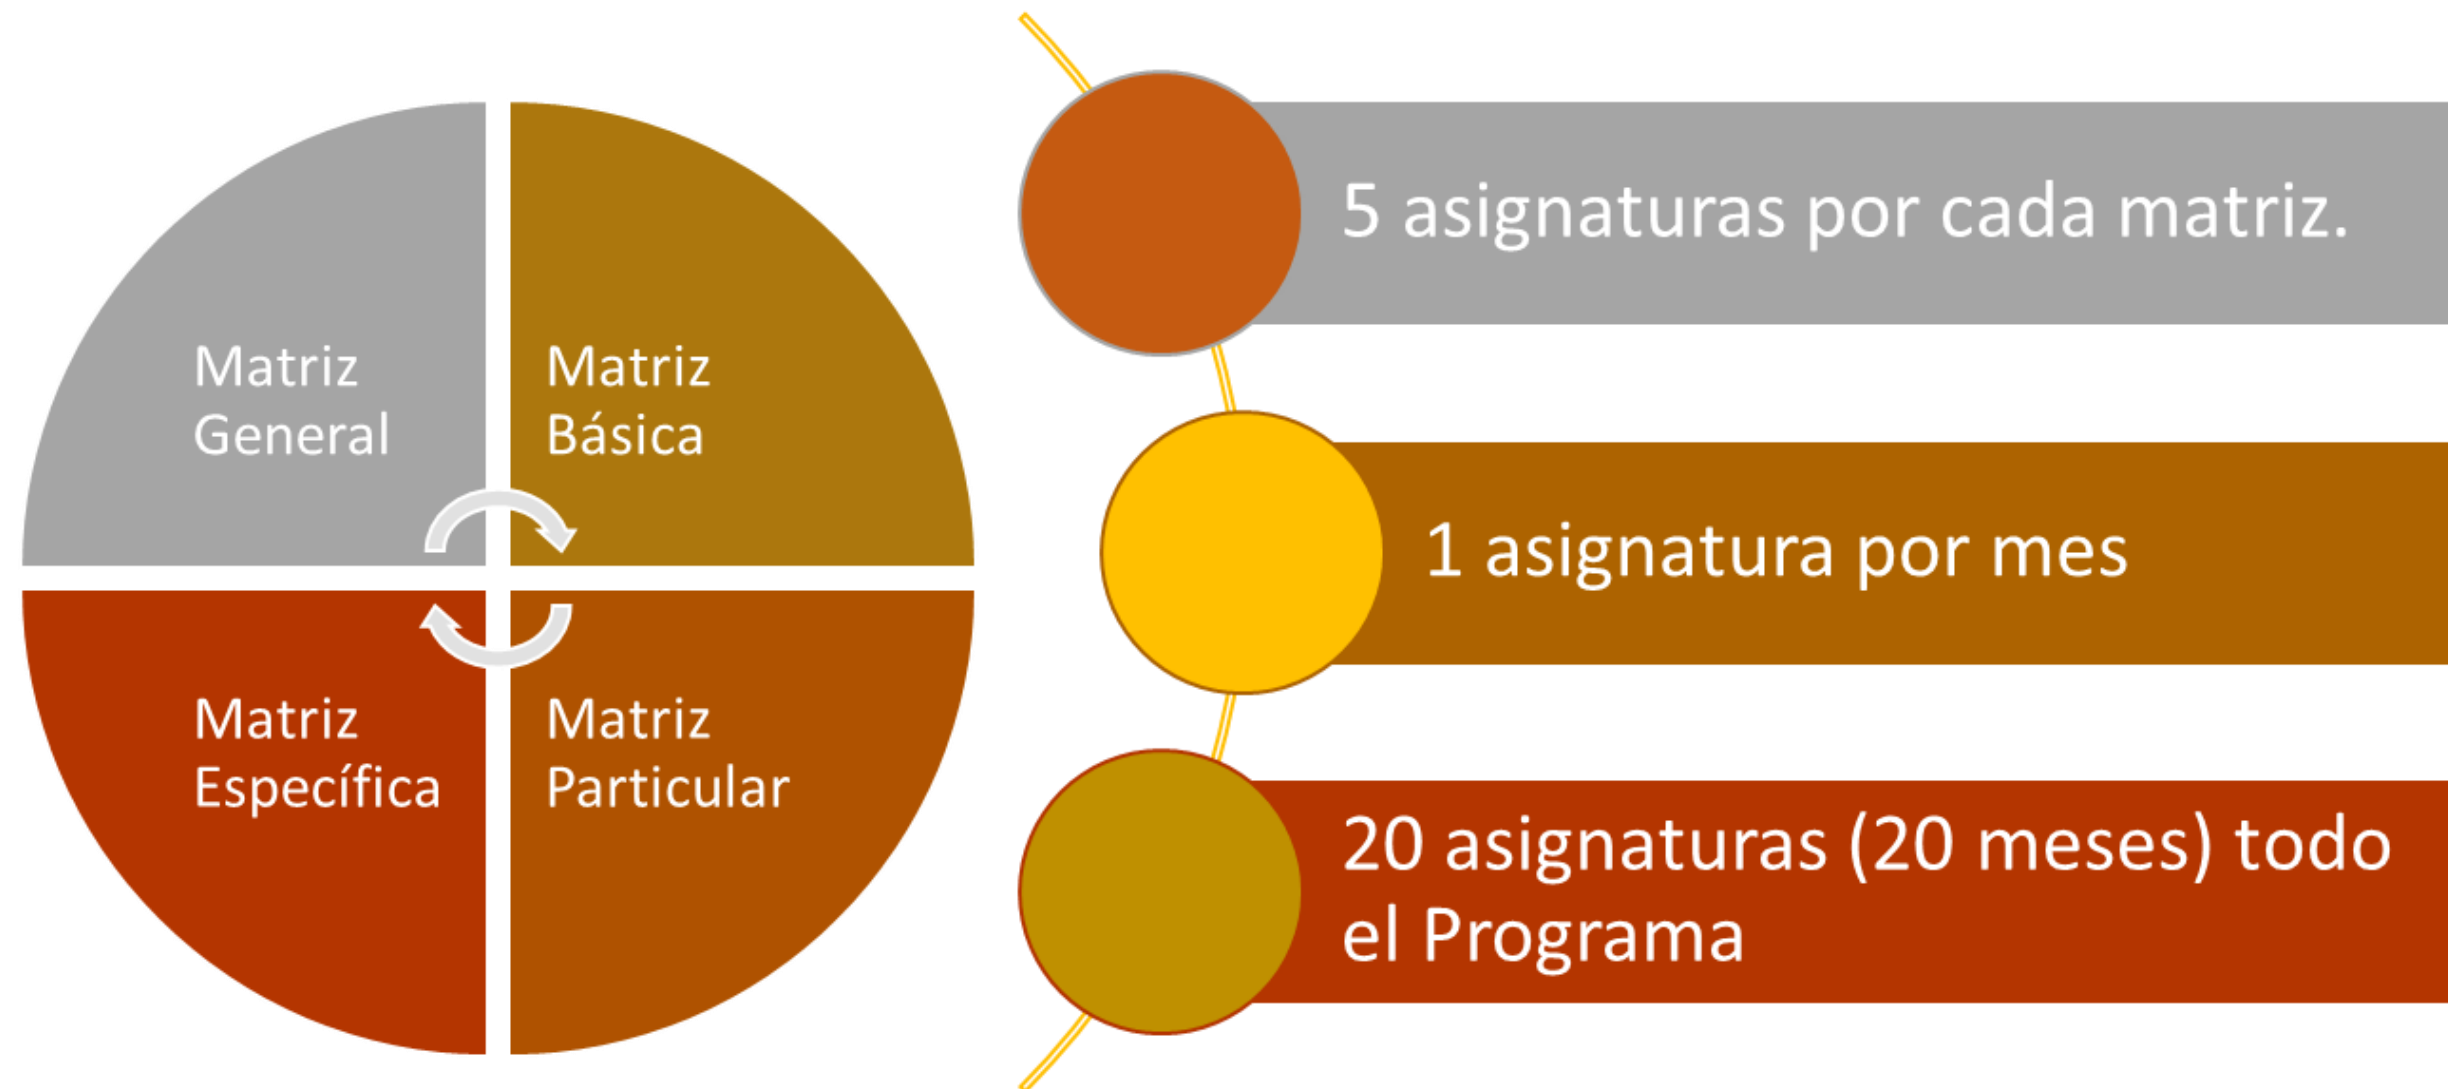 Matriz
General
Matriz
Básica
Matriz
Específica
Matriz
Particular
5 asignaturas por cada matriz.
1 asignatura por mes
20 asignaturas (20 meses) todo
el Programa